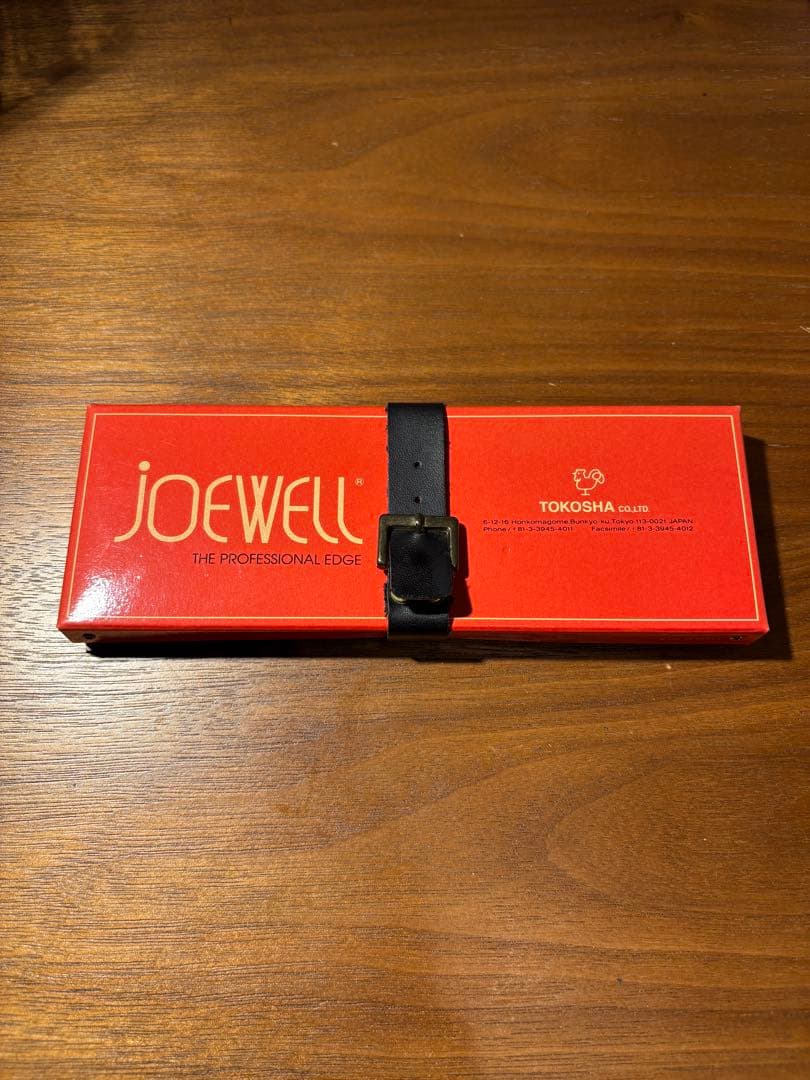 jOEWELL®
THE PROFESSIONAL EDGE
TOKOSHA CO.,LTD.
6-12-16 Honkomagome,Bunkyo-ku,Tokyo 113-0021 JAPAN
Phone/+81-3-3945-4011 Facsimile/+81-3-3945-4012